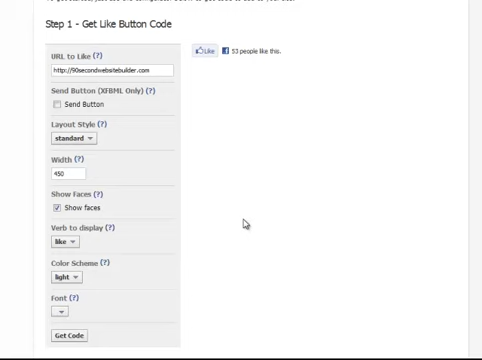 Step 1 - Get Like Button Code
URL to Like (?)
http://90secondwebsitebuilder.com
Like
53 people like this.
Send Button (XFBML Only) (?)
Send Button
Layout Style (?)
standard
Width (?)
450
Show Faces (?)
Show faces
Verb to display (?)
like
Color Scheme (?)
light
Font (?)
Get Code